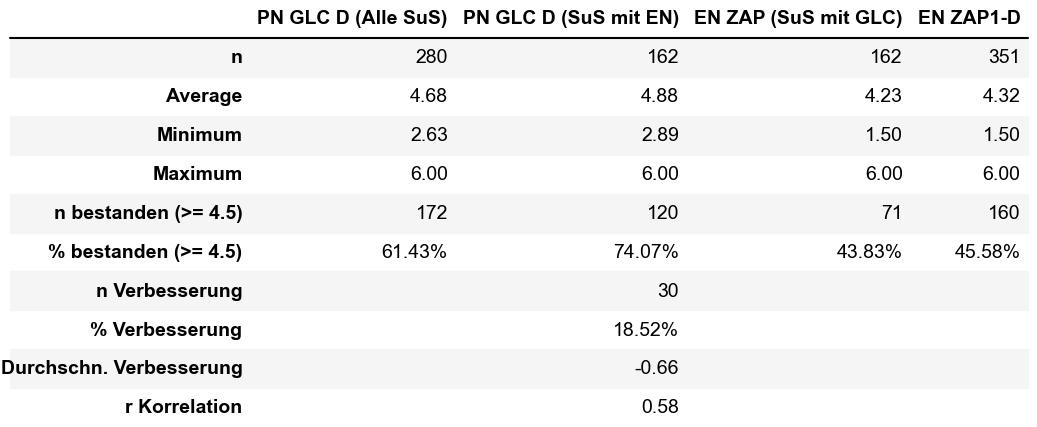 PN GLC D (Alle SuS) PN GLC D (SuS mit EN) EN ZAP (SuS mit GLC) EN ZAP1-D
n 280 162 162 351
Average 4.68 4.88 4.23 4.32
Minimum 2.63 2.89 1.50 1.50
Maximum 6.00 6.00 6.00 6.00
n bestanden (>= 4.5) 172 120 71 160
% bestanden (>= 4.5) 61.43% 74.07% 43.83% 45.58%
n Verbesserung 30
% Verbesserung 18.52%
Durchschn. Verbesserung -0.66
r Korrelation 0.58